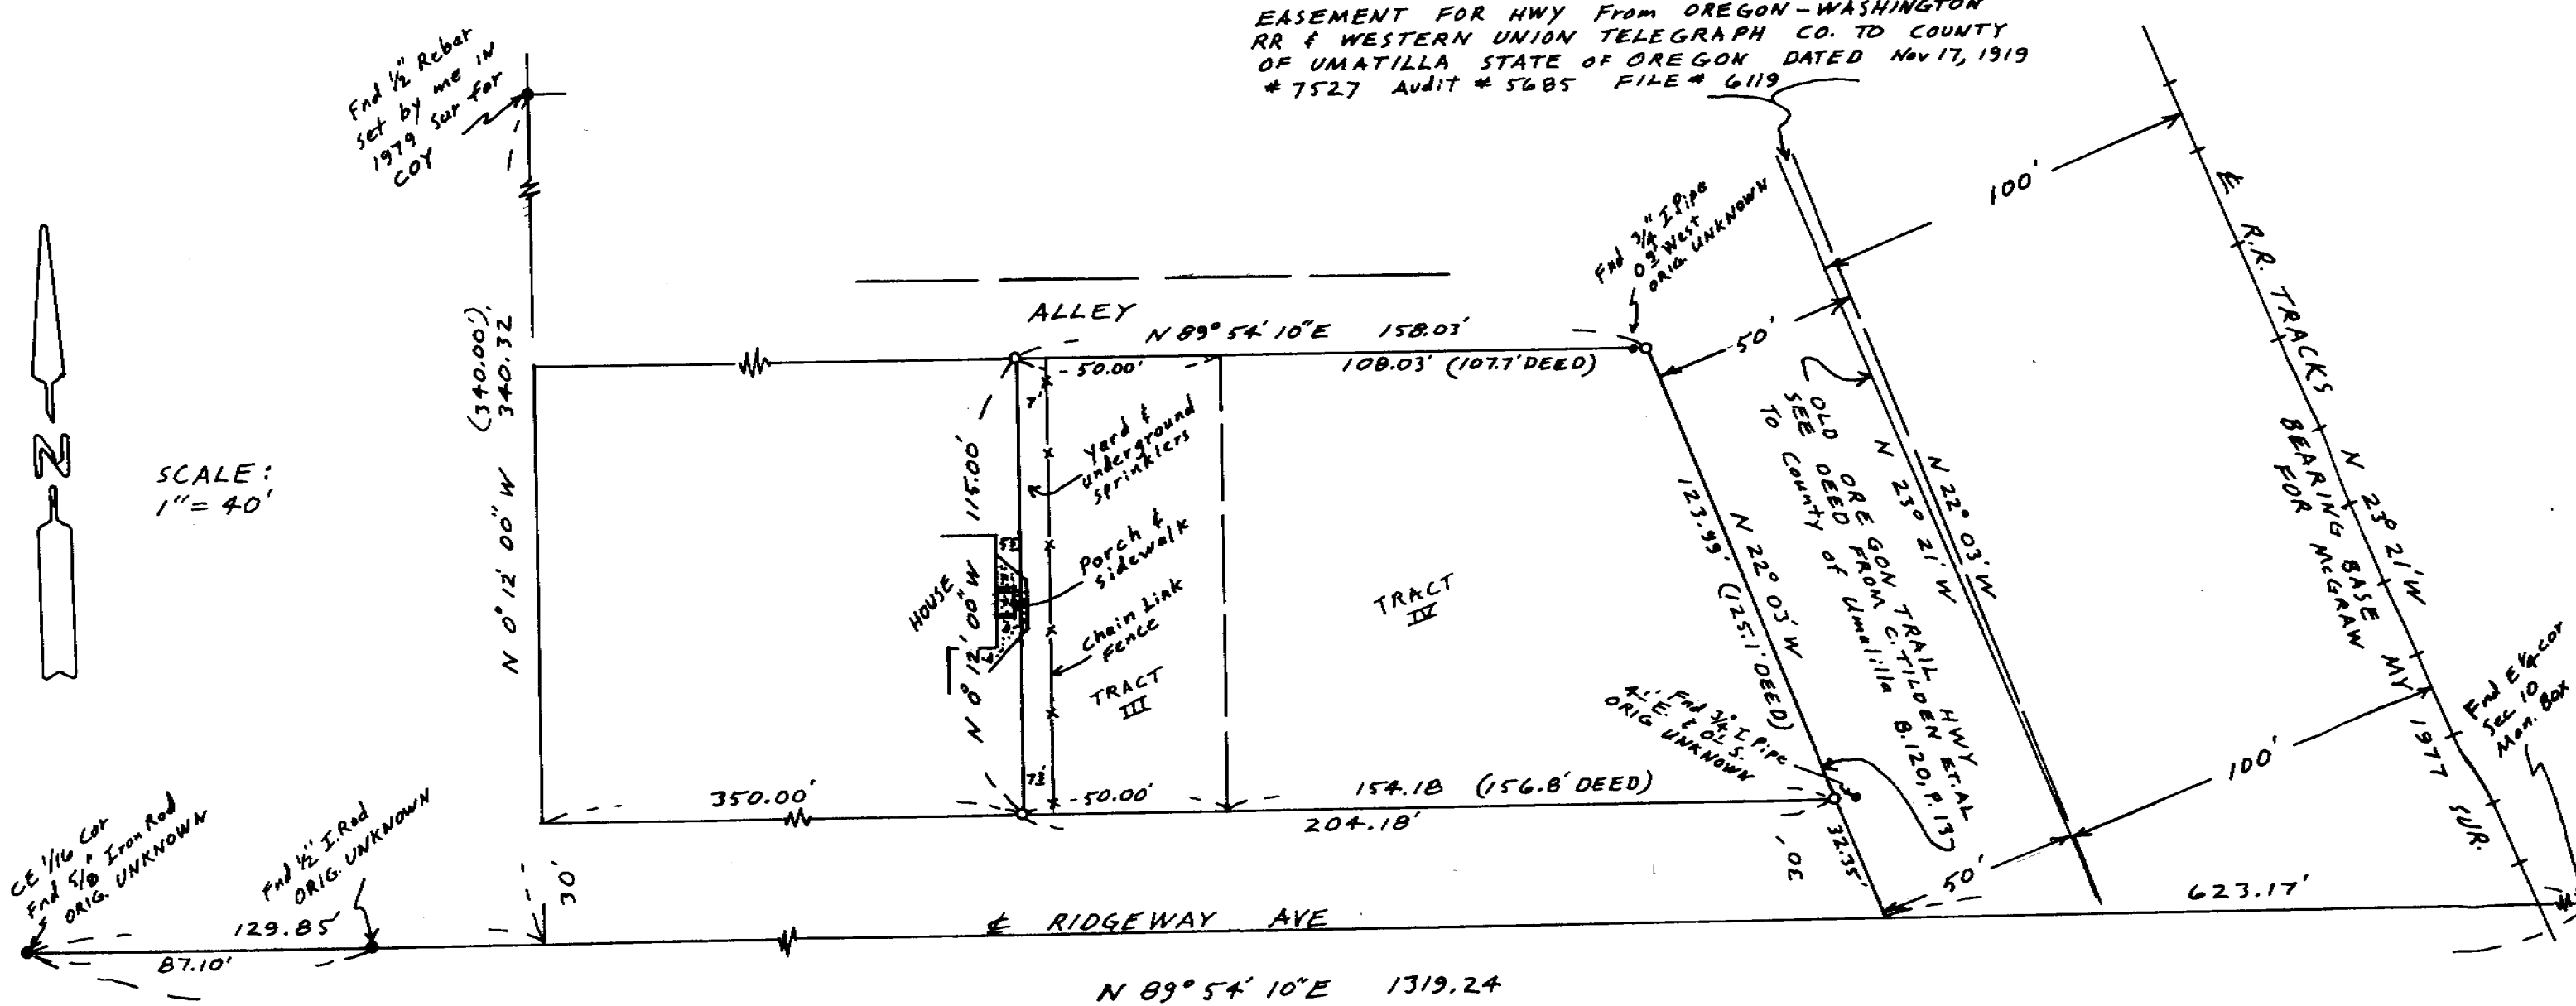 EASEMENT FOR HWY From OREGON-WASHINGTON
RR & WESTERN UNION TELEGRAPH CO. TO COUNTY
OF UMATILLA STATE OF OREGON DATED Nov 17, 1919
# 7527 Audit # 5685 FILE # 6119
Fnd 1/2" Rebar
set by me IN
1979 Sur for
COY
100'
Fnd 3/4" I Pipe
West
ORIG. UNKNOWN
℄ R.R. TRACKS N 23° 21' W
BEARING BASE MY 1977 SUR.
FOR McGRAW
ALLEY
N 89° 54' 10" E 158.03'
50.00'
108.03' (107.7' DEED)
50'
(340.00')
340.32
N 0° 12' 00" W
N
SCALE:
1" = 40'
7'
115.00'
N 0° 12' 00" W
Yard &
underground
sprinklers
Porch &
sidewalk
Chain Link
Fence
HOUSE
TRACT
III
TRACT
IV
N 22° 03' W
123.99' (125.1' DEED)
OLD OREGON TRAIL HWY
SEE DEED FROM C. TILDEN ET.AL
TO County of Umatilla B.120, P.137
N 23° 21' W
N 22° 03' W
Fnd 3/4" I Pipe
ORIG. UNKNOWN
Fnd E 1/4 Cor
Sec. 10
Mon. Box
100'
350.00'
50.00'
154.18 (156.8' DEED)
204.18'
30'
32.35'
50'
623.17'
CE 1/16 Cor
Fnd 5/8" Iron Rod
ORIG. UNKNOWN
Fnd 1/2" I.Rod
ORIG. UNKNOWN
129.85'
87.10'
30'
℄ RIDGEWAY AVE
N 89° 54' 10" E 1319.24